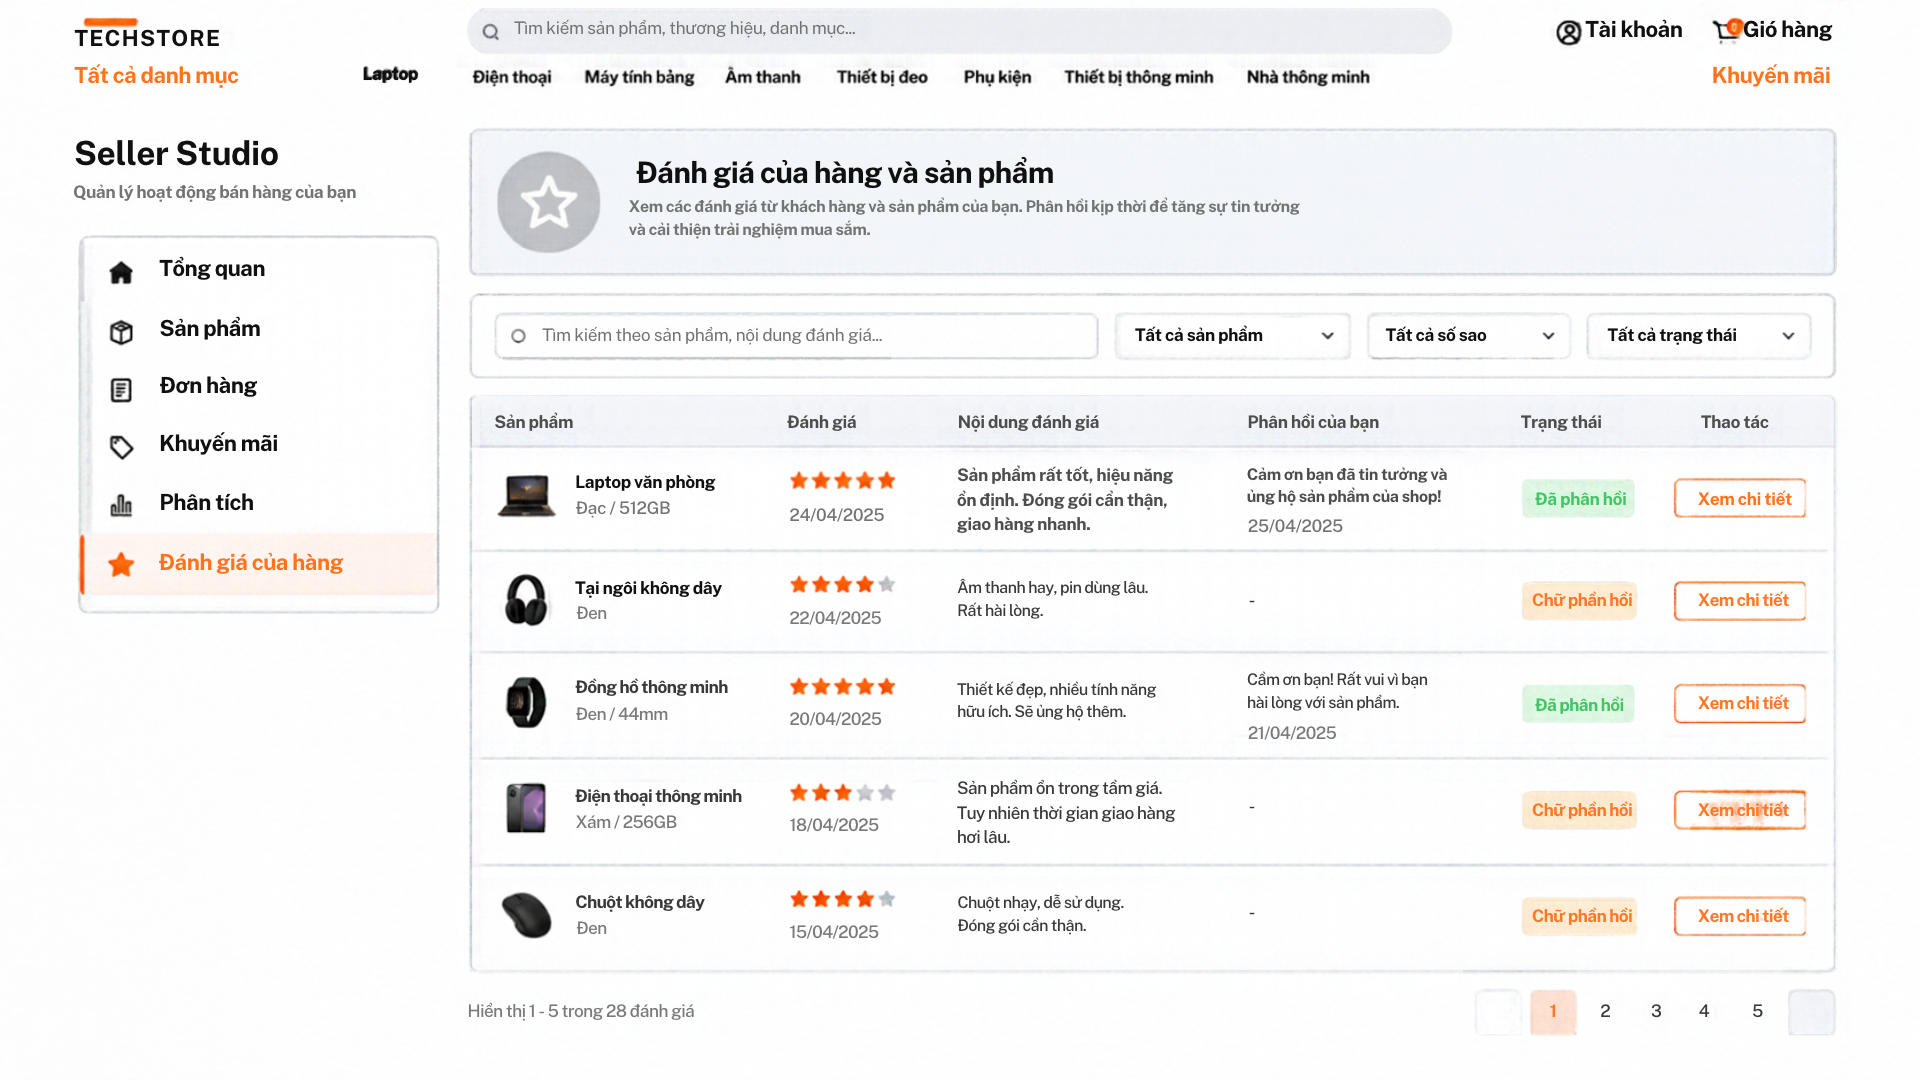 TECHSTORE
Tìm kiếm sản phẩm, thương hiệu, danh mục...
Tài khoản
0
Giỏ hàng
Tất cả danh mục
Laptop
Điện thoại
Máy tính bảng
Âm thanh
Thiết bị đeo
Phụ kiện
Thiết bị thông minh
Nhà thông minh
Khuyến mãi
Seller Studio
Quản lý hoạt động bán hàng của bạn
Tổng quan
Sản phẩm
Đơn hàng
Khuyến mãi
Phân tích
Đánh giá của hàng
Đánh giá của hàng và sản phẩm
Xem các đánh giá từ khách hàng và sản phẩm của bạn. Phản hồi kịp thời để tăng sự tin tưởng
và cải thiện trải nghiệm mua sắm.
Tìm kiếm theo sản phẩm, nội dung đánh giá...
Tất cả sản phẩm
Tất cả số sao
Tất cả trạng thái
Sản phẩm
Đánh giá
Nội dung đánh giá
Phản hồi của bạn
Trạng thái
Thao tác
Laptop văn phòng
Đạc / 512GB
24/04/2025
Sản phẩm rất tốt, hiệu năng
ổn định. Đóng gói cẩn thận,
giao hàng nhanh.
Cảm ơn bạn đã tin tưởng và
ủng hộ sản phẩm của shop!
25/04/2025
Đã phản hồi
Xem chi tiết
Tại ngôi không dây
Đen
22/04/2025
Âm thanh hay, pin dùng lâu.
Rất hài lòng.
-
Chữ phản hồi
Xem chi tiết
Đồng hồ thông minh
Đen / 44mm
20/04/2025
Thiết kế đẹp, nhiều tính năng
hữu ích. Sẽ ủng hộ thêm.
Cảm ơn bạn! Rất vui vì bạn
hài lòng với sản phẩm.
21/04/2025
Đã phản hồi
Xem chi tiết
Điện thoại thông minh
Xám / 256GB
18/04/2025
Sản phẩm ổn trong tầm giá.
Tuy nhiên thời gian giao hàng
hơi lâu.
-
Chữ phản hồi
Xem chi tiết
Chuột không dây
Đen
15/04/2025
Chuột nhạy, dễ sử dụng.
Đóng gói cẩn thận.
-
Chữ phản hồi
Xem chi tiết
Hiển thị 1 - 5 trong 28 đánh giá
1
2
3
4
5